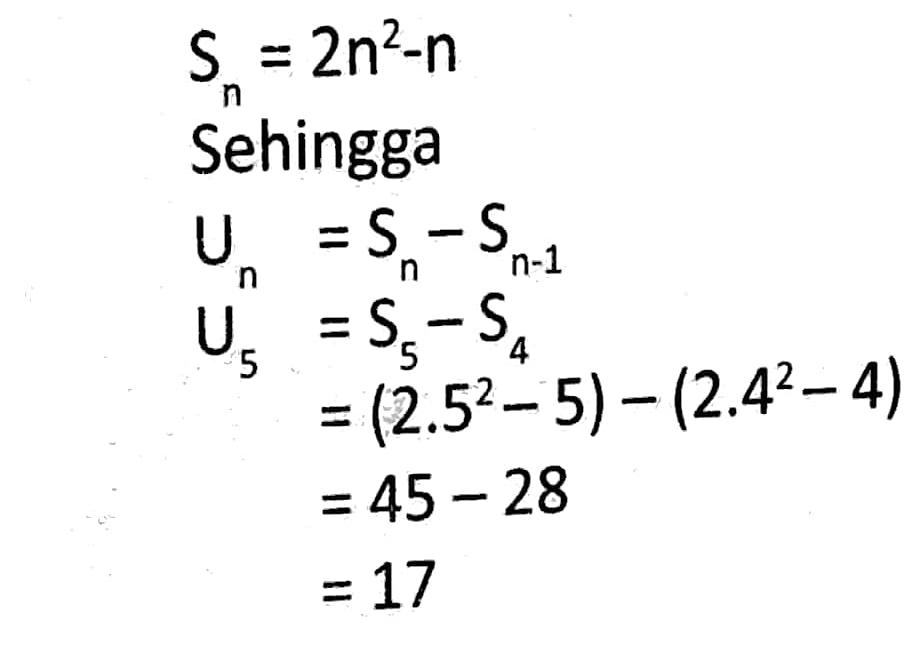 Sₙ = 2n²-n
Sehingga
Uₙ = Sₙ – Sₙ₋₁
U₅ = S₅ – S₄
= (2.5² – 5) – (2.4² – 4)
= 45 – 28
= 17